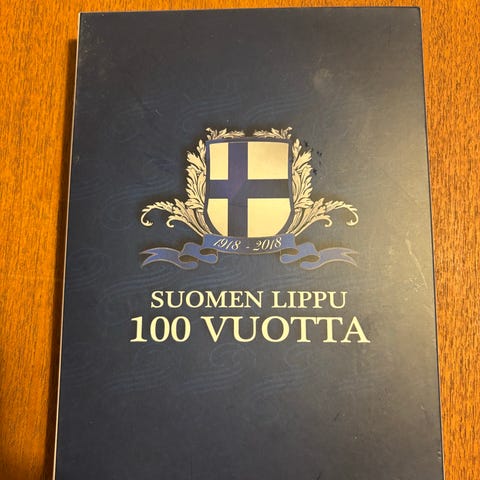 1918 - 2018
SUOMEN LIPPU
100 VUOTTA